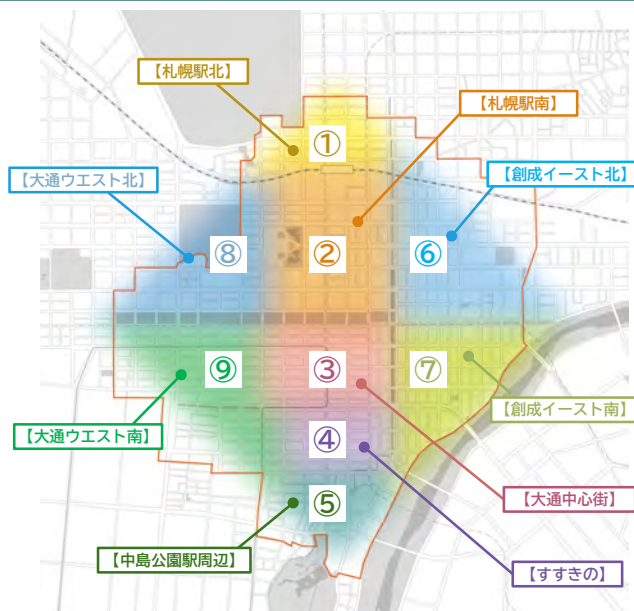 【札幌駅北】
【札幌駅南】
①
【大通ウエスト北】
【創成イースト北】
⑧
②
⑥
⑨
③
⑦
【創成イースト南】
【大通ウエスト南】
④
【大通中心街】
⑤
【中島公園駅周辺】
【すすきの】